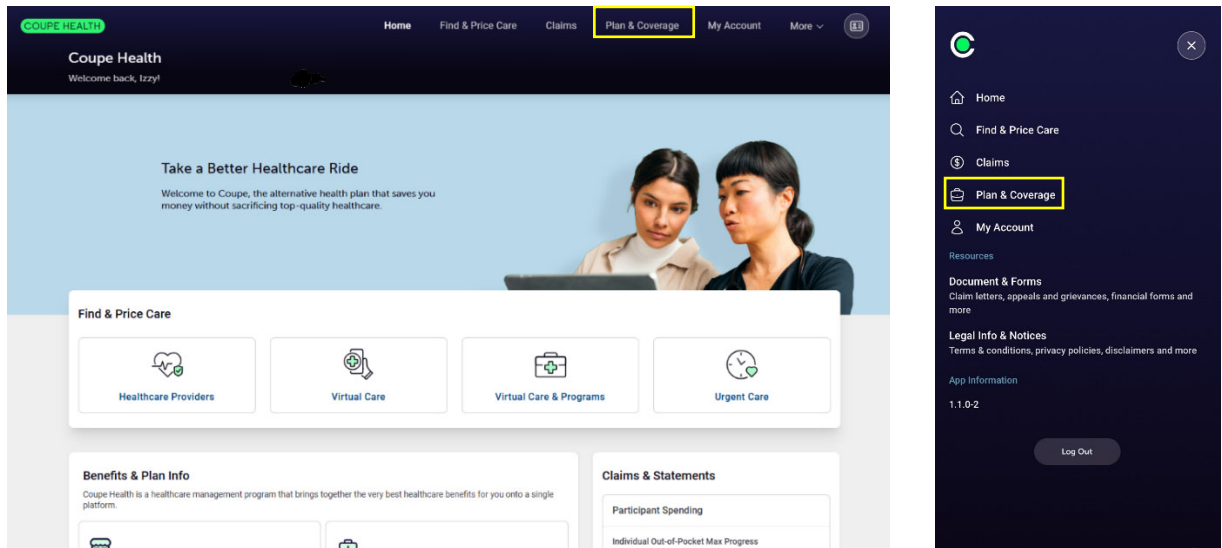 COUPE HEALTH
Home
Find & Price Care
Claims
Plan & Coverage
My Account
More
Coupe Health
Welcome back, Izzy!
Take a Better Healthcare Ride
Welcome to Coupe, the alternative health plan that saves you
money without sacrificing top-quality healthcare.
Find & Price Care
Healthcare Providers
Virtual Care
Virtual Care & Programs
Urgent Care
Benefits & Plan Info
Coupe Health is a healthcare management program that brings together the very best healthcare benefits for you onto a single
platform.
Claims & Statements
Participant Spending
Individual Out-of-Pocket Max Progress
Home
Find & Price Care
Claims
Plan & Coverage
My Account
Resources
Document & Forms
Claim letters, appeals and grievances, financial forms and
more
Legal Info & Notices
Terms & conditions, privacy policies, disclaimers and more
App Information
1.1.0-2
Log Out